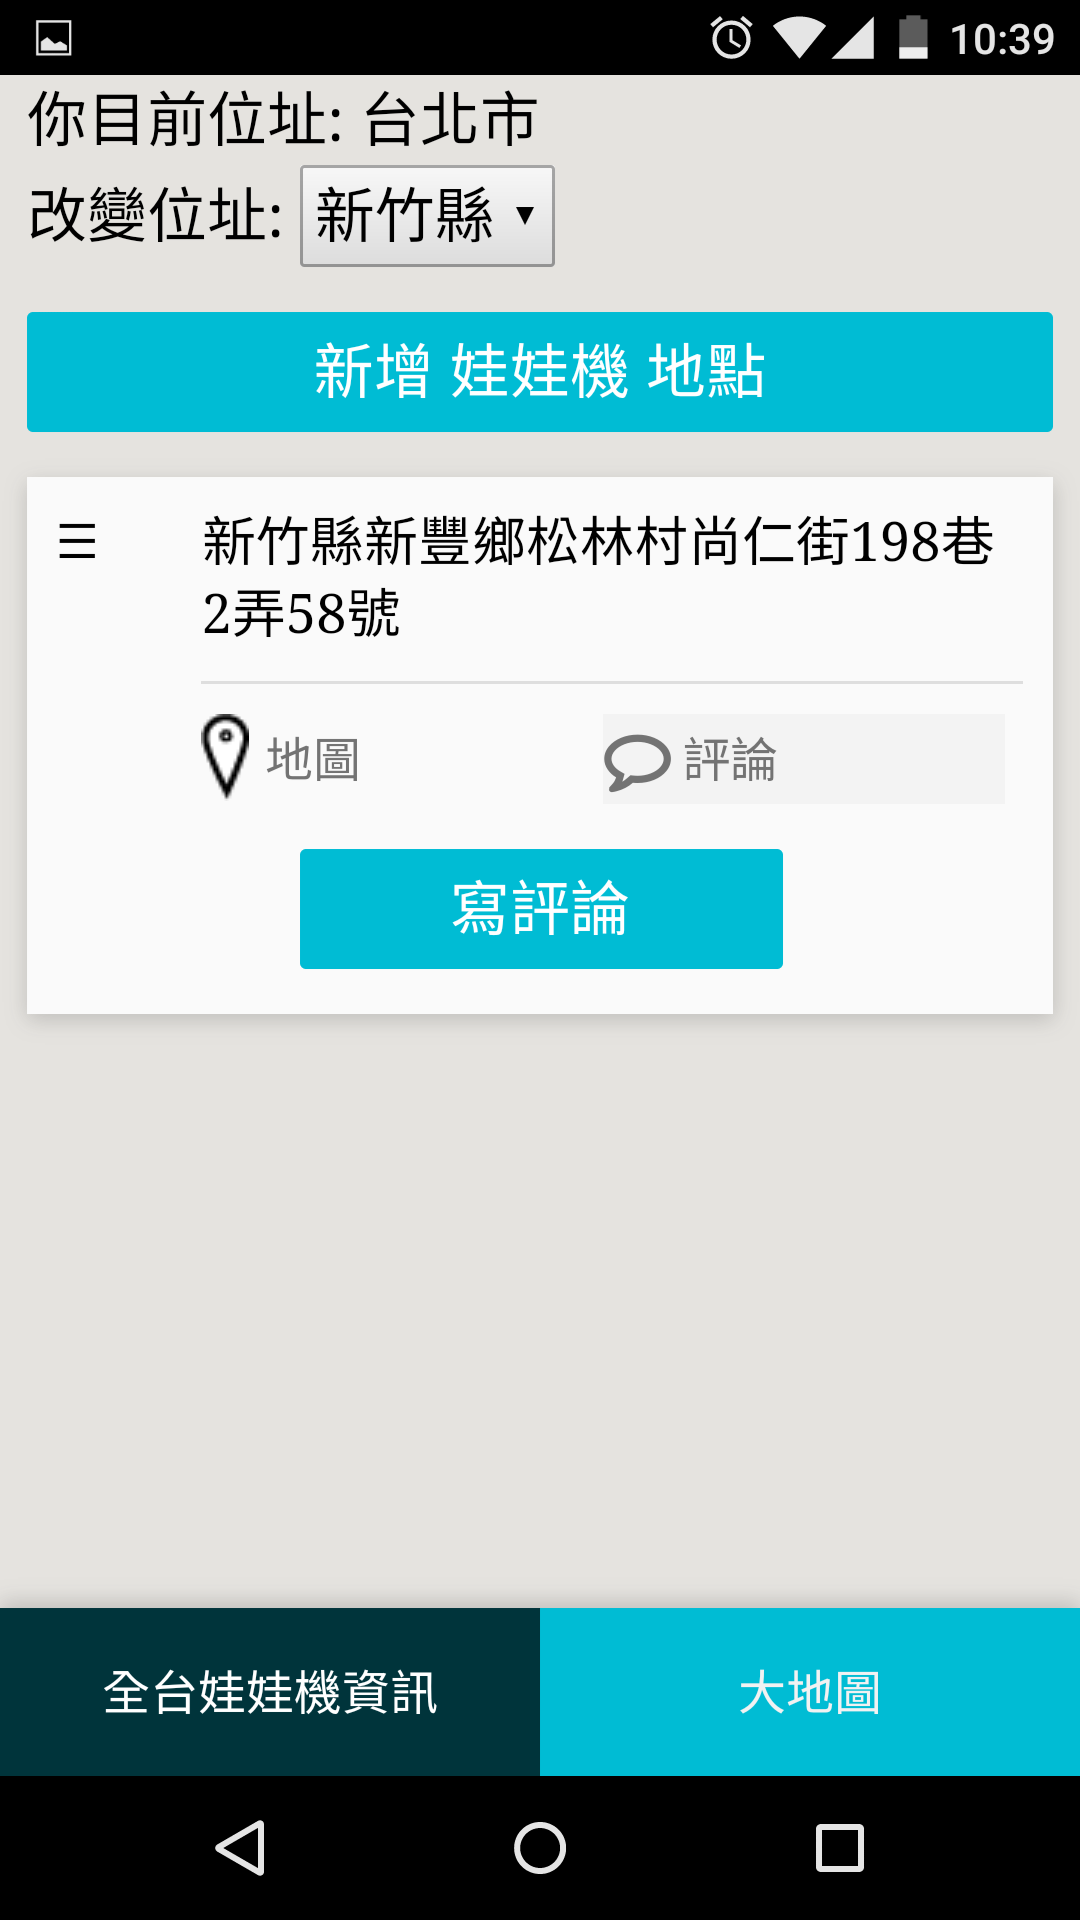 10:39
你目前位址: 台北市
改變位址: 新竹縣
新增 娃娃機 地點
新竹縣新豐鄉松林村尚仁街198巷
2弄58號
地圖 評論
寫評論
全台娃娃機資訊 大地圖